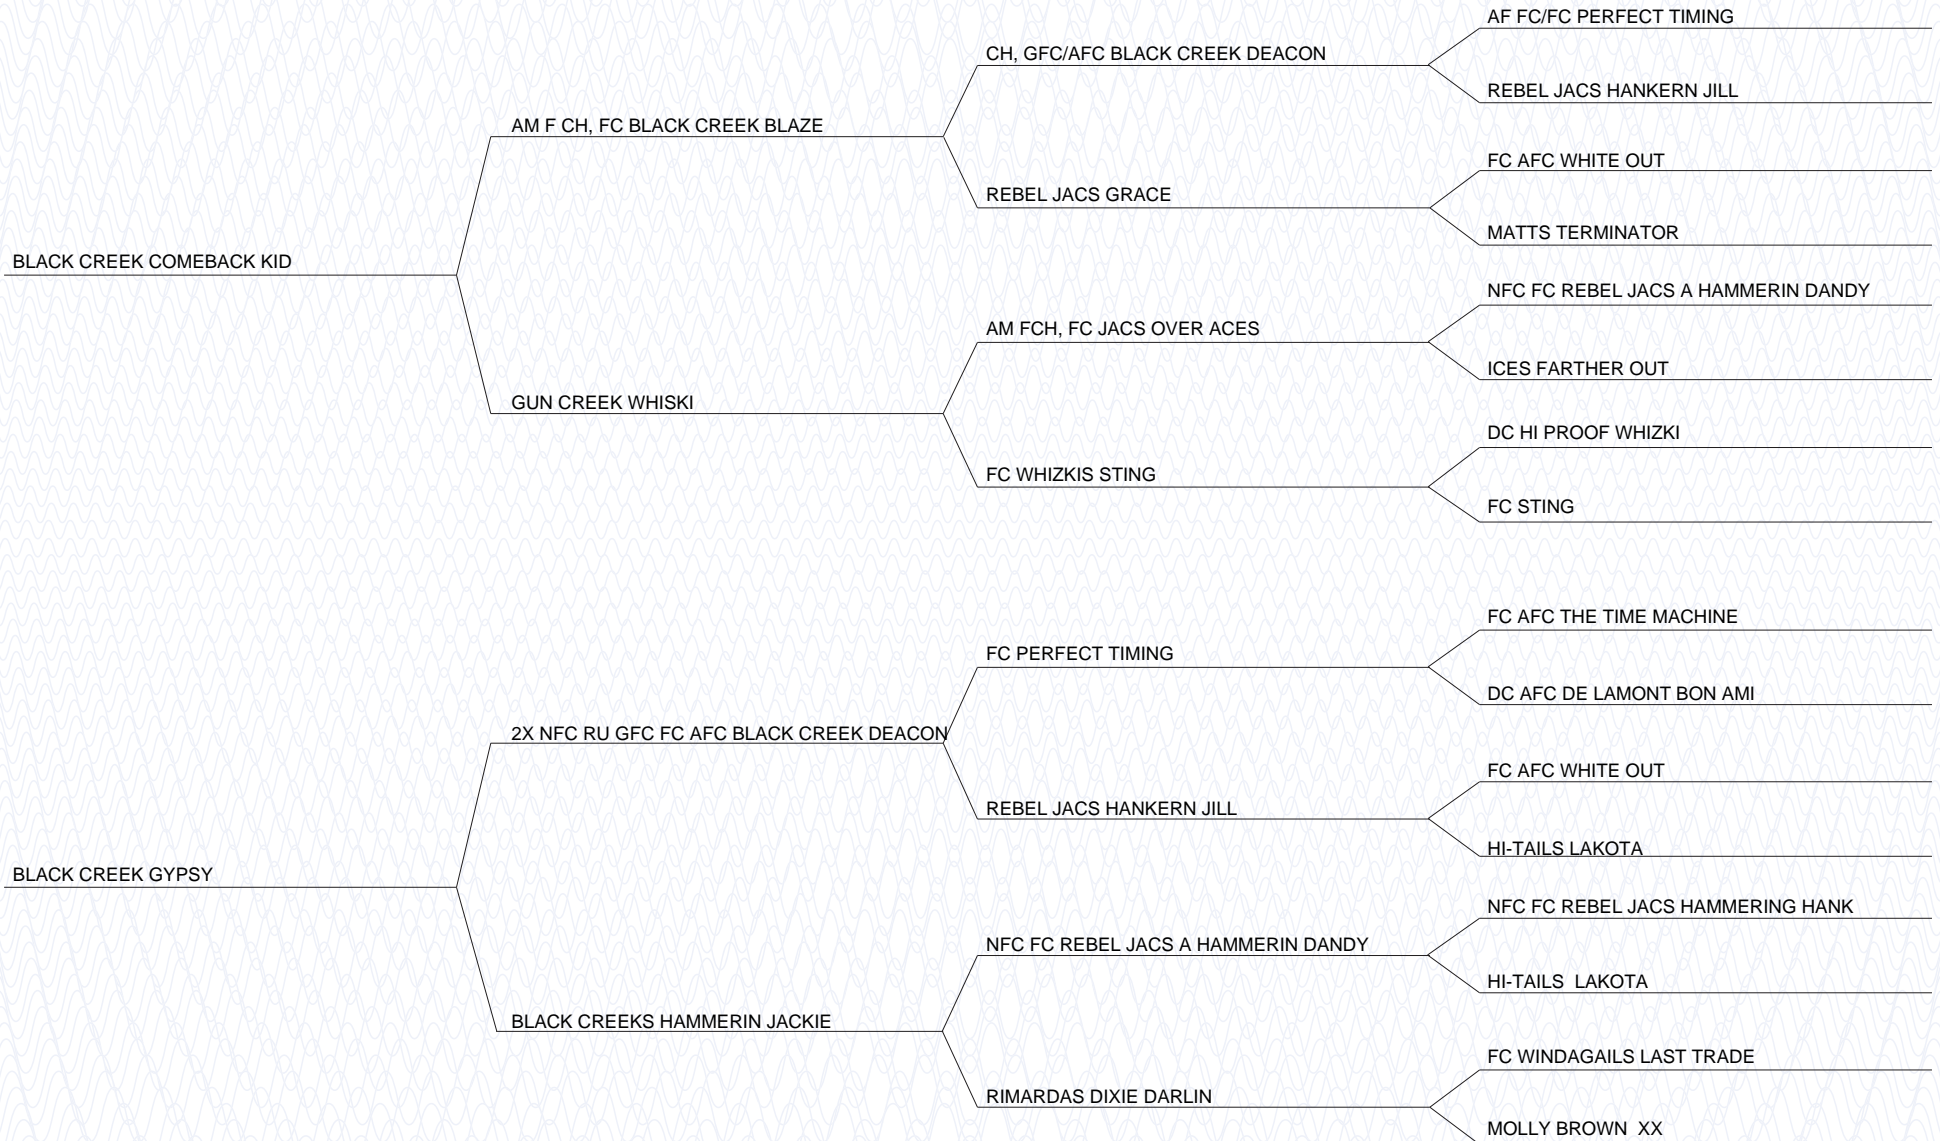 AF FC/FC PERFECT TIMING
CH, GFC/AFC BLACK CREEK DEACON
REBEL JACS HANKERN JILL
AM F CH, FC BLACK CREEK BLAZE
FC AFC WHITE OUT
REBEL JACS GRACE
MATTS TERMINATOR
BLACK CREEK COMEBACK KID
NFC FC REBEL JACS A HAMMERIN DANDY
AM FCH, FC JACS OVER ACES
ICES FARTHER OUT
GUN CREEK WHISKI
DC HI PROOF WHIZKI
FC WHIZKIS STING
FC STING
FC AFC THE TIME MACHINE
FC PERFECT TIMING
DC AFC DE LAMONT BON AMI
2X NFC RU GFC FC AFC BLACK CREEK DEACON
FC AFC WHITE OUT
REBEL JACS HANKERN JILL
HI-TAILS LAKOTA
BLACK CREEK GYPSY
NFC FC REBEL JACS HAMMERING HANK
NFC FC REBEL JACS A HAMMERIN DANDY
HI-TAILS  LAKOTA
BLACK CREEKS HAMMERIN JACKIE
FC WINDAGAILS LAST TRADE
RIMARDAS DIXIE DARLIN
MOLLY BROWN  XX